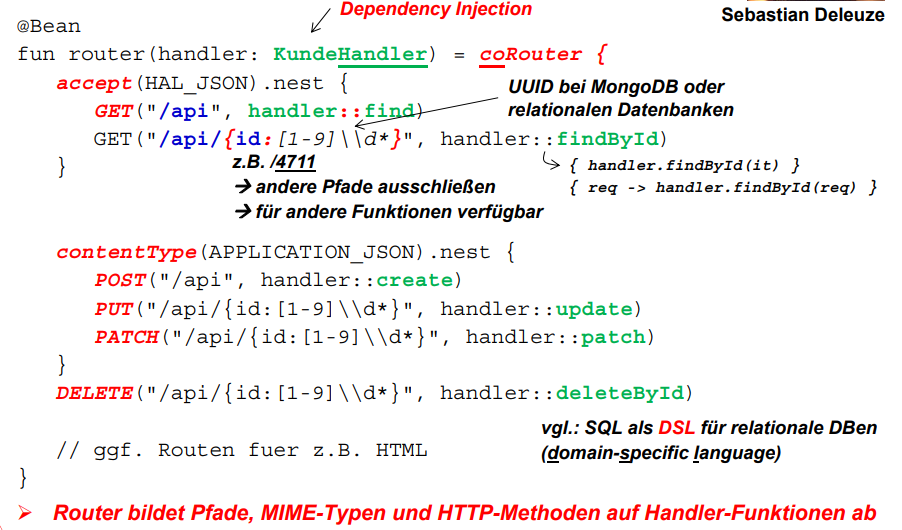 Dependency Injection
Sebastian Deleuze
@Bean
fun router(handler: KundeHandler) = coRouter {
accept(HAL_JSON).nest {
UUID bei MongoDB oder
relationalen Datenbanken
GET("/api", handler::find)
GET("/api/{id:[1-9]\\d*}", handler::findById)
}
z.B. /4711
→ andere Pfade ausschließen
→ für andere Funktionen verfügbar
{ handler.findById(it) }
{ req -> handler.findById(req) }
contentType(APPLICATION_JSON).nest {
POST("/api", handler::create)
PUT("/api/{id:[1-9]\\d*}", handler::update)
PATCH("/api/{id:[1-9]\\d*}", handler::patch)
}
DELETE("/api/{id:[1-9]\\d*}", handler::deleteById)
vgl.: SQL als DSL für relationale DBen
(domain-specific language)
// ggf. Routen fuer z.B. HTML
}
➢ Router bildet Pfade, MIME-Typen und HTTP-Methoden auf Handler-Funktionen ab